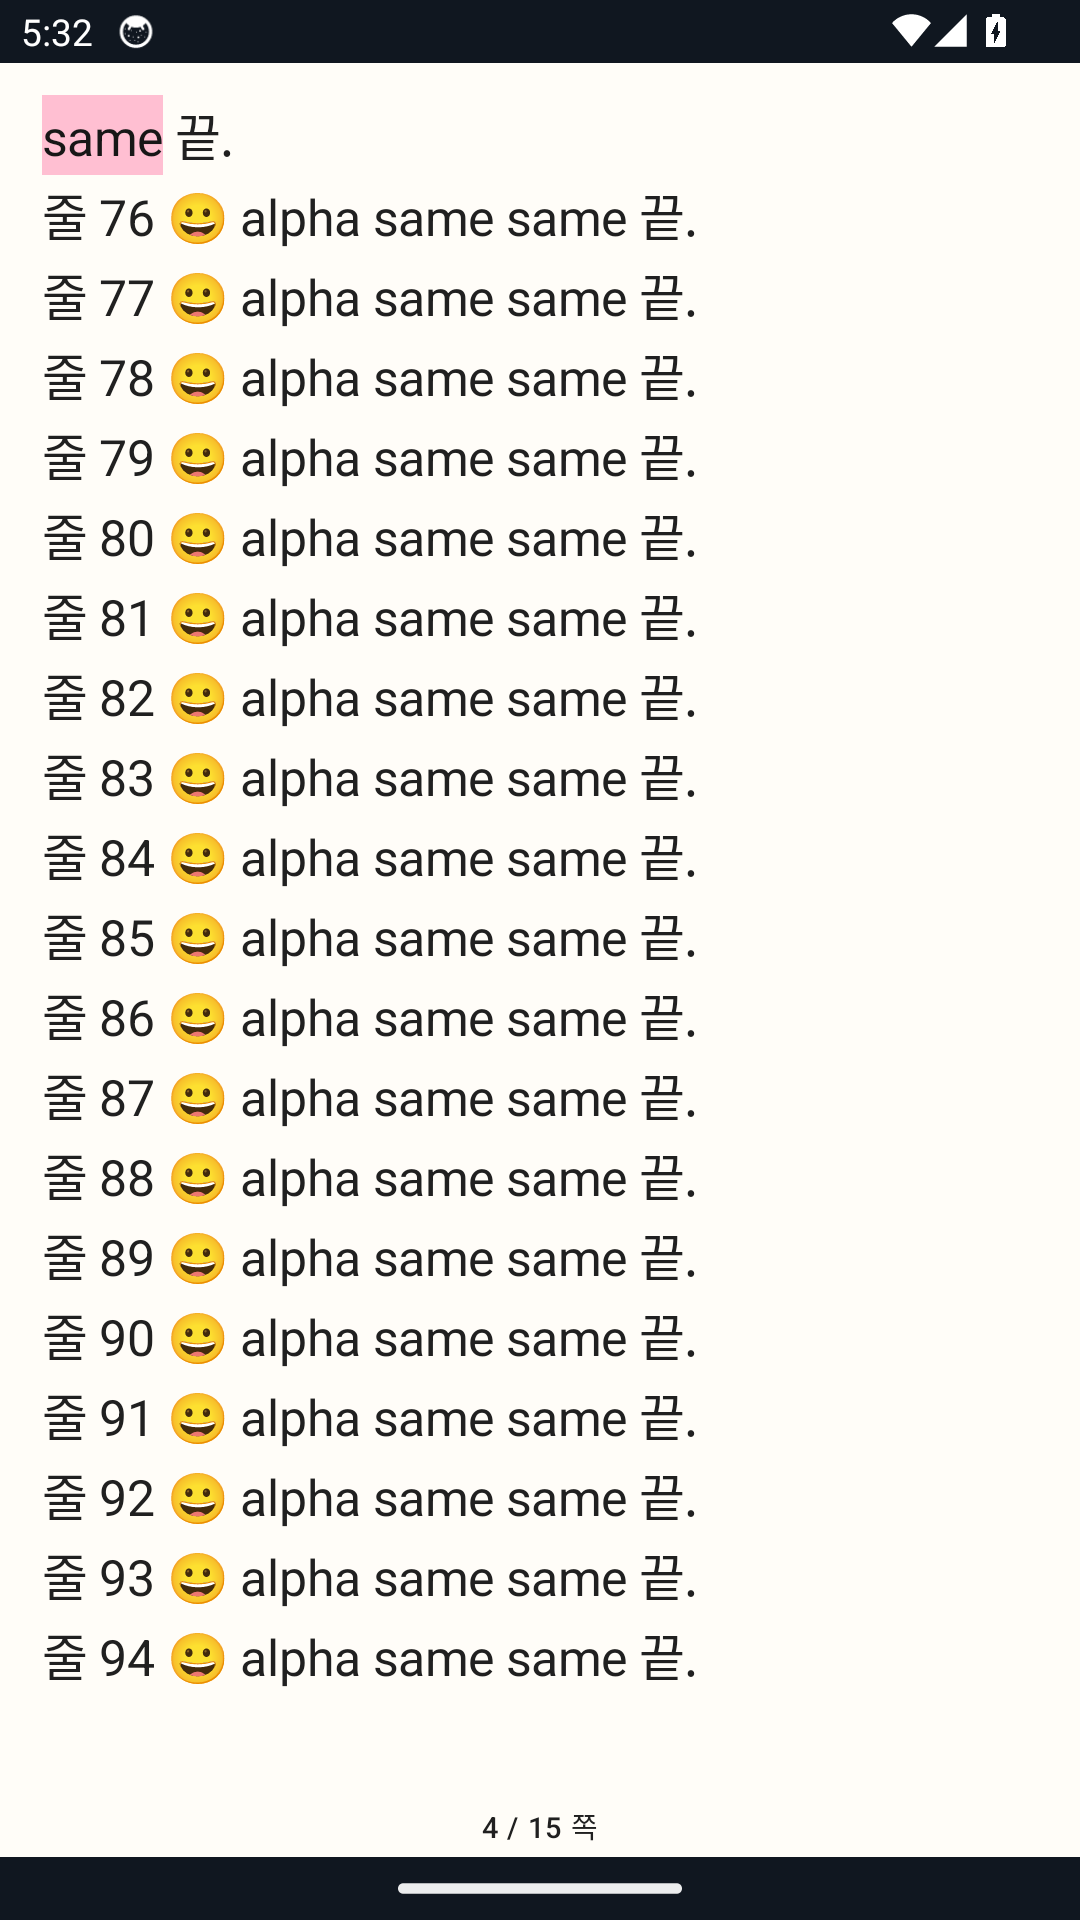 5:32
same 끝.
줄 76 😀 alpha same same 끝.
줄 77 😀 alpha same same 끝.
줄 78 😀 alpha same same 끝.
줄 79 😀 alpha same same 끝.
줄 80 😀 alpha same same 끝.
줄 81 😀 alpha same same 끝.
줄 82 😀 alpha same same 끝.
줄 83 😀 alpha same same 끝.
줄 84 😀 alpha same same 끝.
줄 85 😀 alpha same same 끝.
줄 86 😀 alpha same same 끝.
줄 87 😀 alpha same same 끝.
줄 88 😀 alpha same same 끝.
줄 89 😀 alpha same same 끝.
줄 90 😀 alpha same same 끝.
줄 91 😀 alpha same same 끝.
줄 92 😀 alpha same same 끝.
줄 93 😀 alpha same same 끝.
줄 94 😀 alpha same same 끝.
4 / 15 쪽